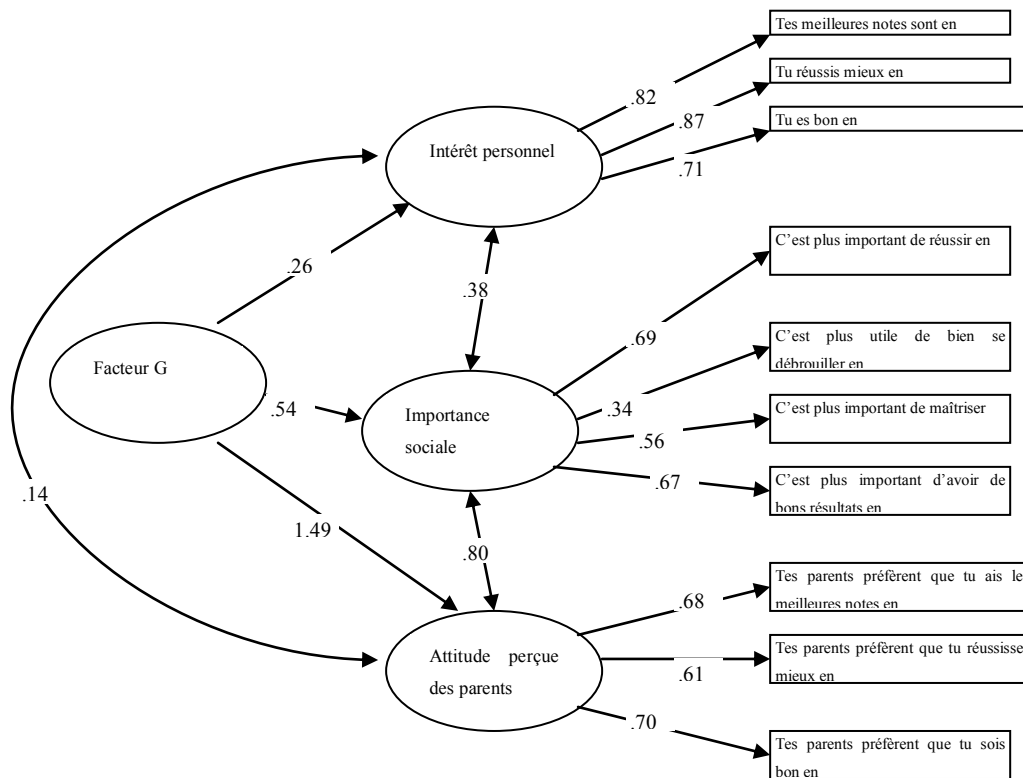 Tes meilleures notes sont en
Tu réussis mieux en
.82
.87
Tu es bon en
Intérêt personnel
.71
C'est plus important de réussir en
.26
.38
.69
C'est plus utile de bien se
débrouiller en
Facteur G
.54
Importance
sociale
.34
C'est plus important de maîtriser
.56
.67
C'est plus important d'avoir de
bons résultats en
.14
1.49
.80
Tes parents préfèrent que tu ais le
meilleures notes en
.68
Attitude perçue
des parents
Tes parents préfèrent que tu réussisse
mieux en
.61
.70
Tes parents préfèrent que tu sois
bon en